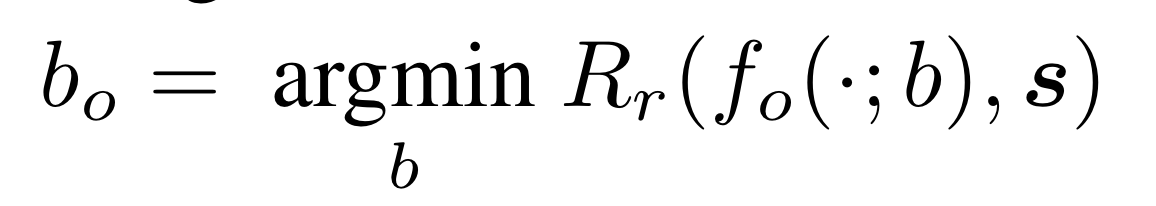 b_o = argmin_b R_r(f_o(·; b), s)